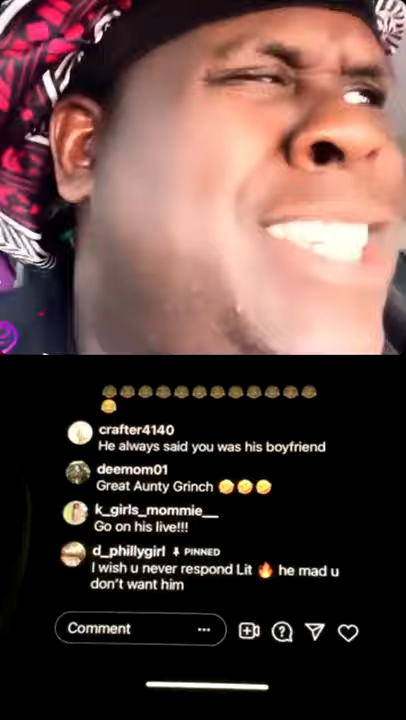 crafter4140
He always said you was his boyfriend
deemom01
Great Aunty Grinch 🤣🤣🤣
k_girls_mommie__
Go on his live!!!
d_phillygirl PINNED
I wish u never respond Lit 🔥 he mad u
don't want him
Comment